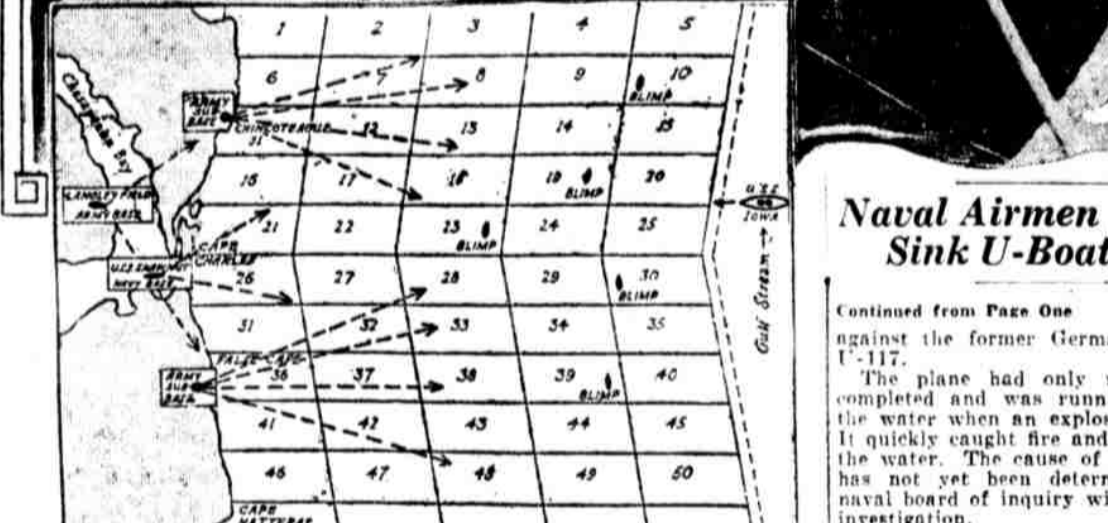 1 2 3 4 5
6 7 8 9 10
BLIMP
ARMY
SUB
BASE
CHINCOTEAGUE
11 12 13 14 15
Chesapeake Bay
16 17 18 19 20
BLIMP
LANGLEY FIELD
ARMY BASE
U.S.S.
IOWA
21 22 23 24 25
BLIMP
CAPE
CHARLES
NAVY BASE
26 27 28 29 30
BLIMP
Gulf Stream
31 32 33 34 35
FALSE CAPE
ARMY
SUB
BASE
36 37 38 39 40
BLIMP
41 42 43 44 45
46 47 48 49 50
CAPE
HATTERAS
Naval Airmen
Sink U-Boat
Continued from Page One
against the former Germa
U-117.
The plane had only
completed and was runn
the water when an explo
It quickly caught fire and
the water. The cause of
has not yet been deter
naval board of inquiry wi
investigation.